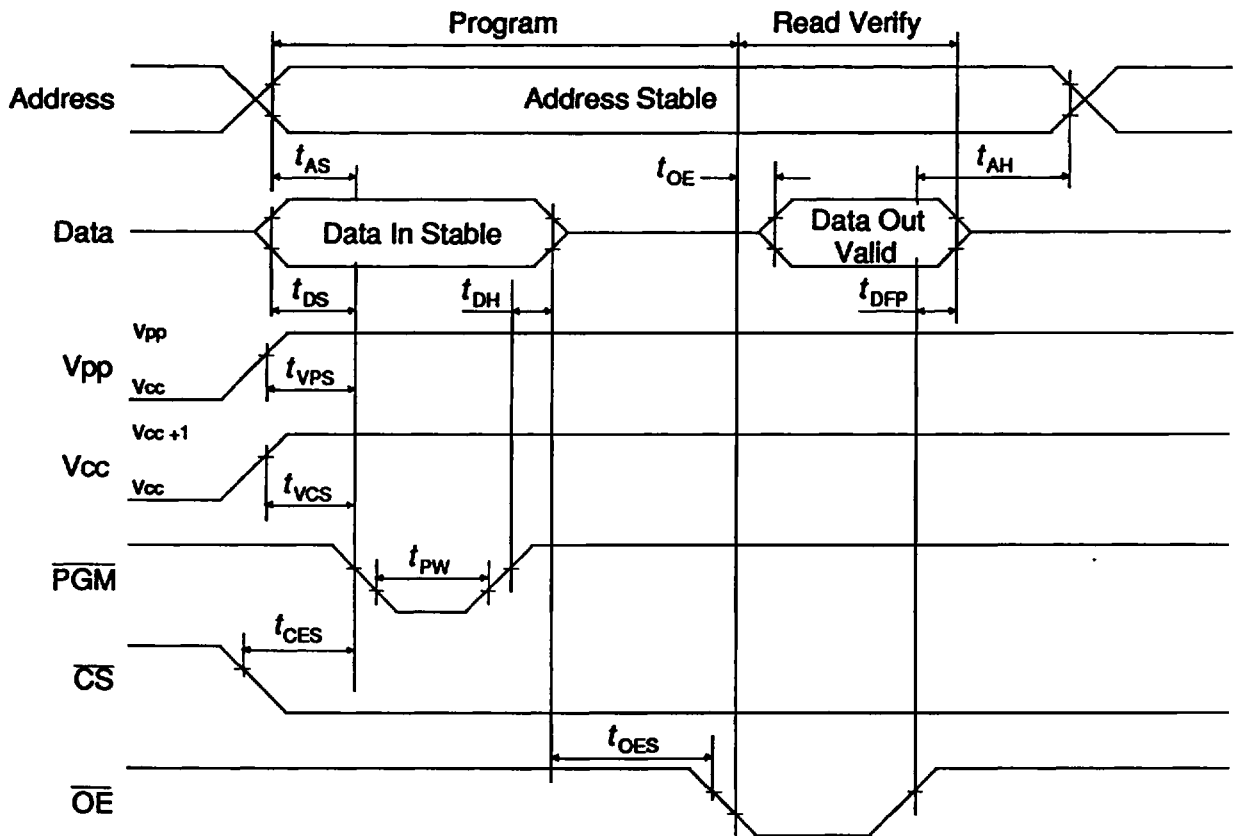 Program
Read Verify
Address
Address Stable
tAS
tOE
tAH
Data
Data In Stable
Data Out
Valid
tDS
tDH
tDFP
Vpp
Vpp
Vcc
tVPS
Vcc +1
Vcc
Vcc
tVCS
PGM
tPW
tCES
CS
tOES
OE